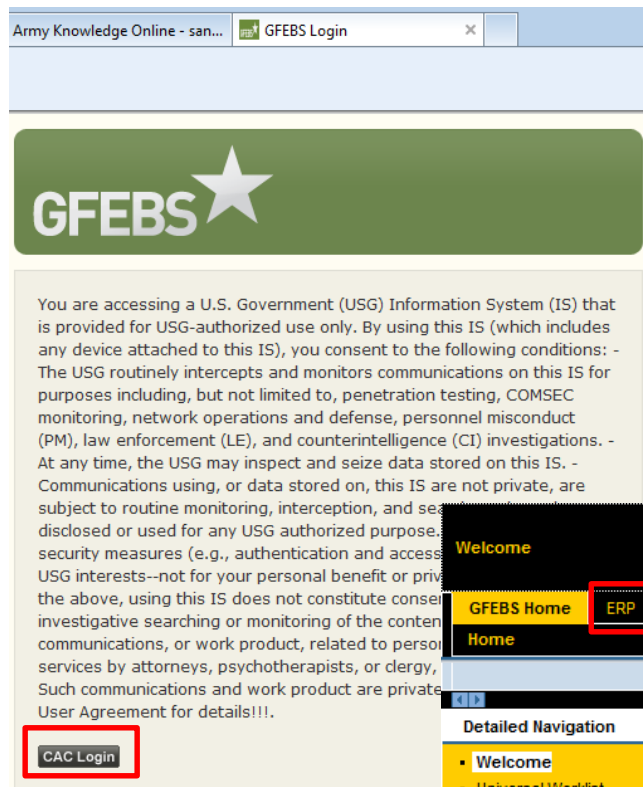 Army Knowledge Online - san...
GFEBS Login
GFEBS
You are accessing a U.S. Government (USG) Information System (IS) that
is provided for USG-authorized use only. By using this IS (which includes
any device attached to this IS), you consent to the following conditions: -
The USG routinely intercepts and monitors communications on this IS for
purposes including, but not limited to, penetration testing, COMSEC
monitoring, network operations and defense, personnel misconduct
(PM), law enforcement (LE), and counterintelligence (CI) investigations. -
At any time, the USG may inspect and seize data stored on this IS. -
Communications using, or data stored on, this IS are not private, are
subject to routine monitoring, interception, and
disclosed or used for any USG authorized purpose.
security measures (e.g., authentication and access
USG interests--not for your personal benefit or
the above, using this IS does not constitute
investigative searching or monitoring of the
communications, or work product, related to
services by attorneys, psychotherapists, or clergy,
Such communications and work product are private
User Agreement for details!!!.
CAC Login
Welcome
GFEBS Home
ERP
Home
Detailed Navigation
Welcome